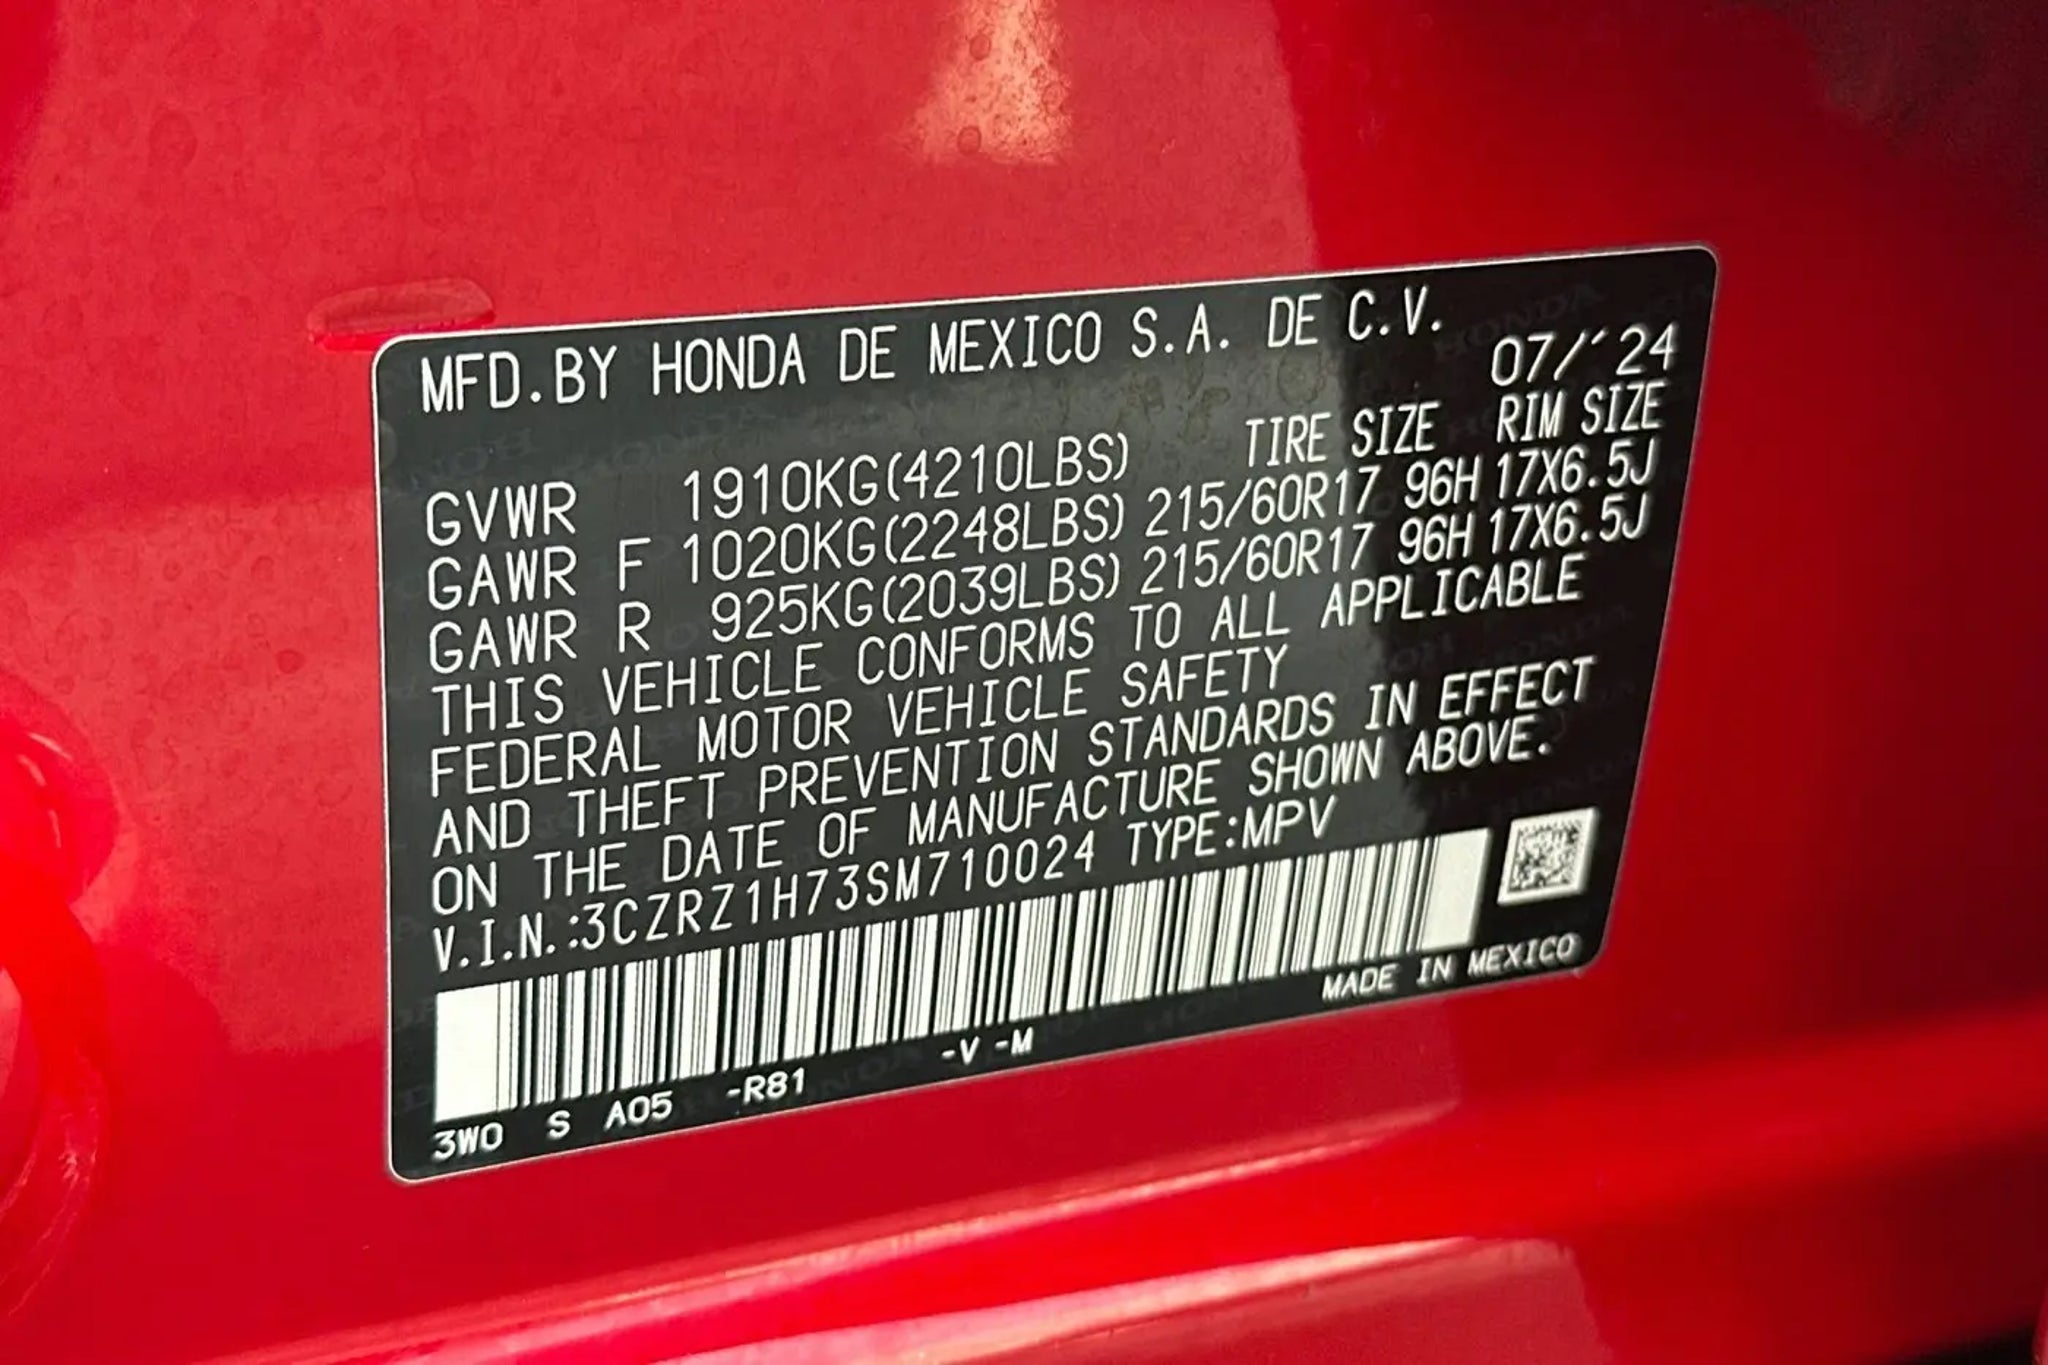 MFD.BY HONDA DE MEXICO S.A. DE C.V.
07/´24
TIRE SIZE RIM SIZE
GVWR 1910KG(4210LBS)
GAWR F 1020KG(2248LBS) 215/60R17 96H 17X6.5J
GAWR R 925KG(2039LBS) 215/60R17 96H 17X6.5J
THIS VEHICLE CONFORMS TO ALL APPLICABLE
FEDERAL MOTOR VEHICLE SAFETY
AND THEFT PREVENTION STANDARDS IN EFFECT
ON THE DATE OF MANUFACTURE SHOWN ABOVE.
V.I.N.:3CZRZ1H73SM710024 TYPE:MPV
MADE IN MEXICO
3W0 S A05 -R81 -V -M